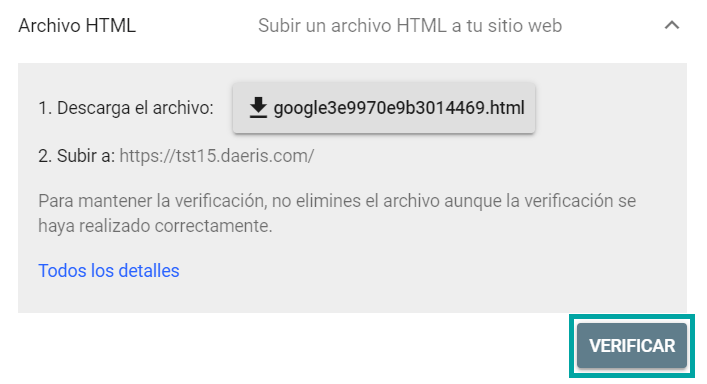 Archivo HTML Subir un archivo HTML a tu sitio web
1. Descarga el archivo: google3e9970e9b3014469.html
2. Subir a: https://tst15.daeris.com/
Para mantener la verificación, no elimines el archivo aunque la verificación se
haya realizado correctamente.
Todos los detalles
VERIFICAR